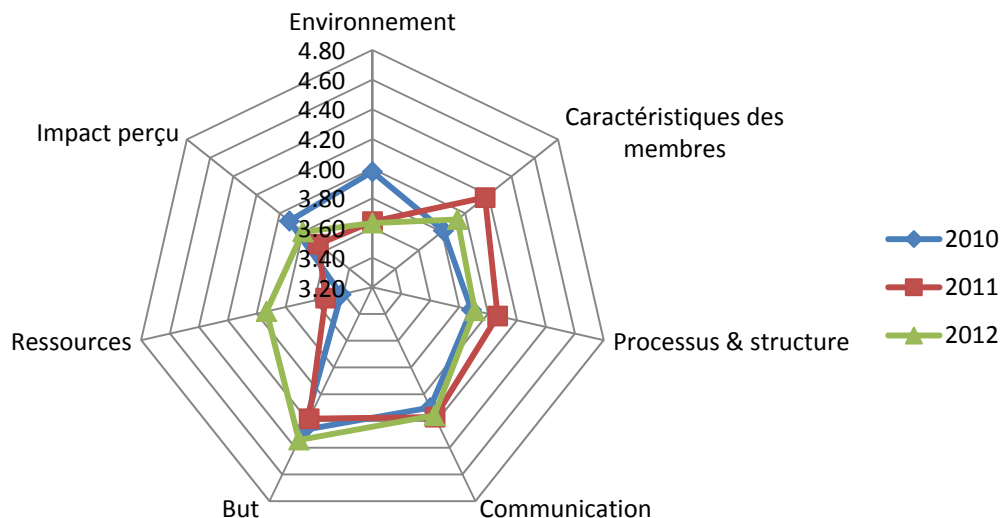 Environnement
4.80
4.60
4.40
4.20
4.00
3.80
3.60
3.40
3.20
Caractéristiques des
membres
Processus & structure
Communication
But
Ressources
Impact perçu
2010
2011
2012